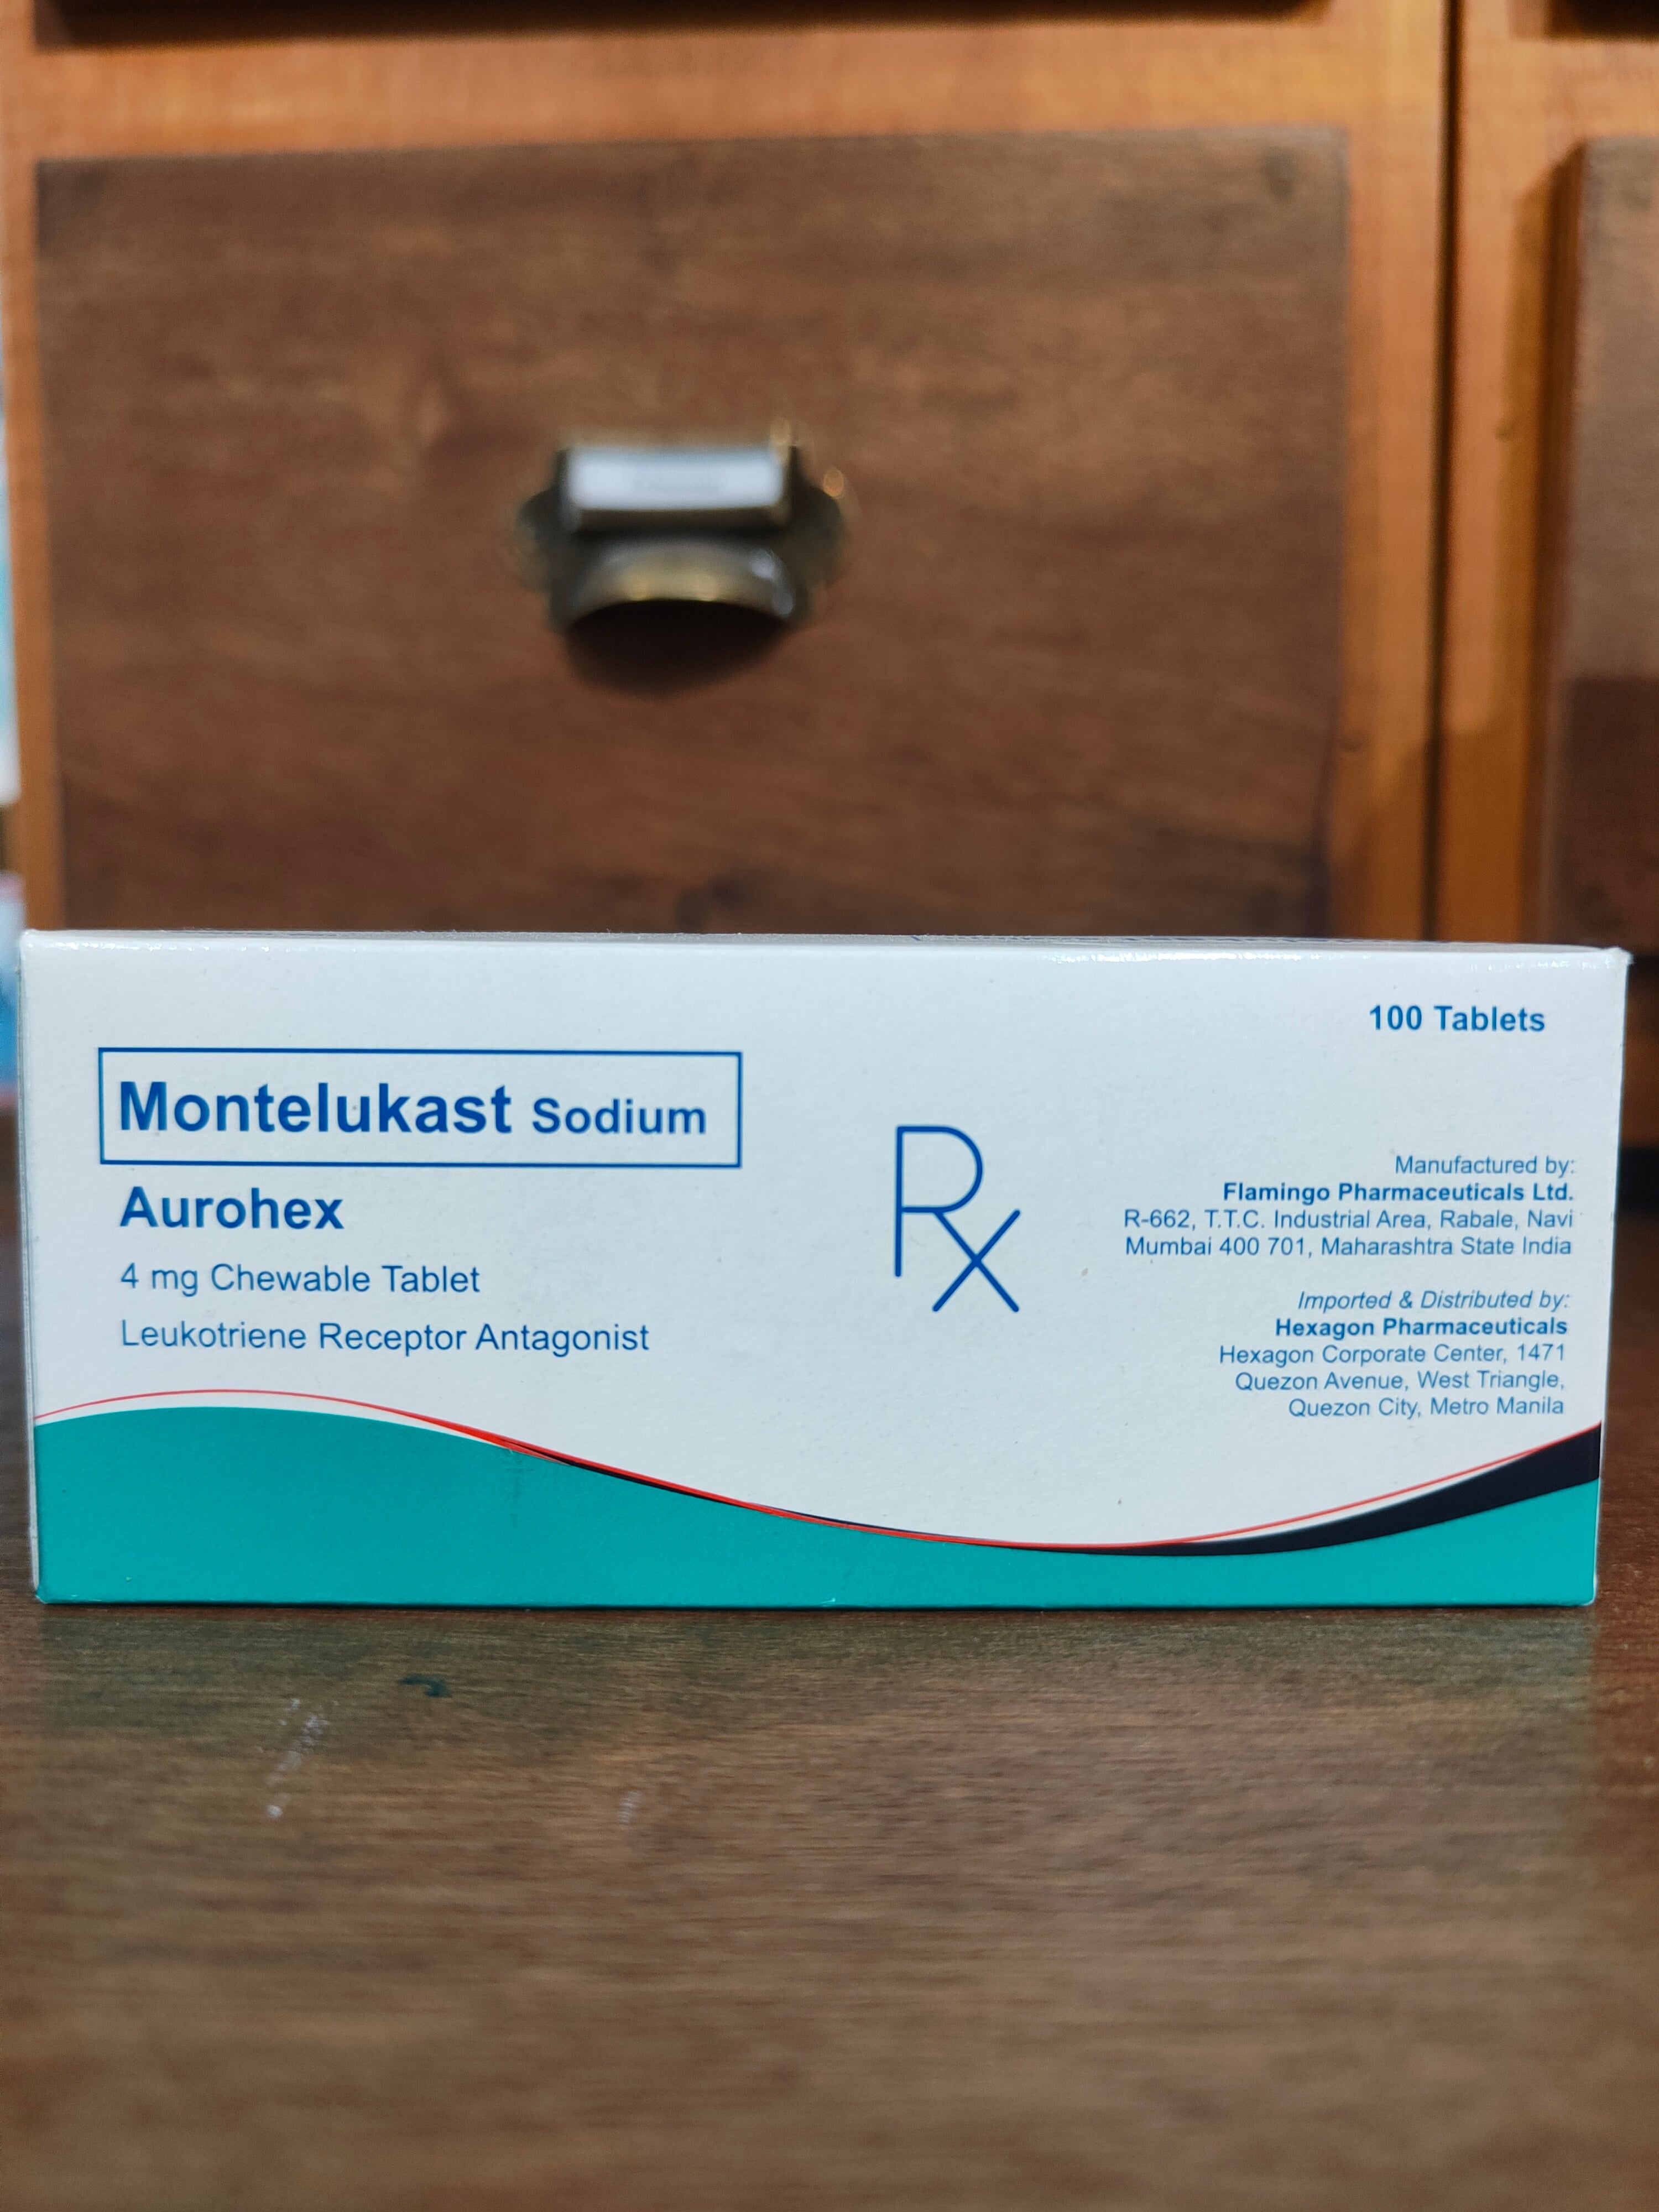 100 Tablets
Montelukast Sodium
Aurohex
4 mg Chewable Tablet
Leukotriene Receptor Antagonist
Rx
Manufactured by:
Flamingo Pharmaceuticals Ltd.
R-662, T.T.C. Industrial Area, Rabale, Navi
Mumbai 400 701, Maharashtra State India
Imported & Distributed by:
Hexagon Pharmaceuticals
Hexagon Corporate Center, 1471
Quezon Avenue, West Triangle,
Quezon City, Metro Manila